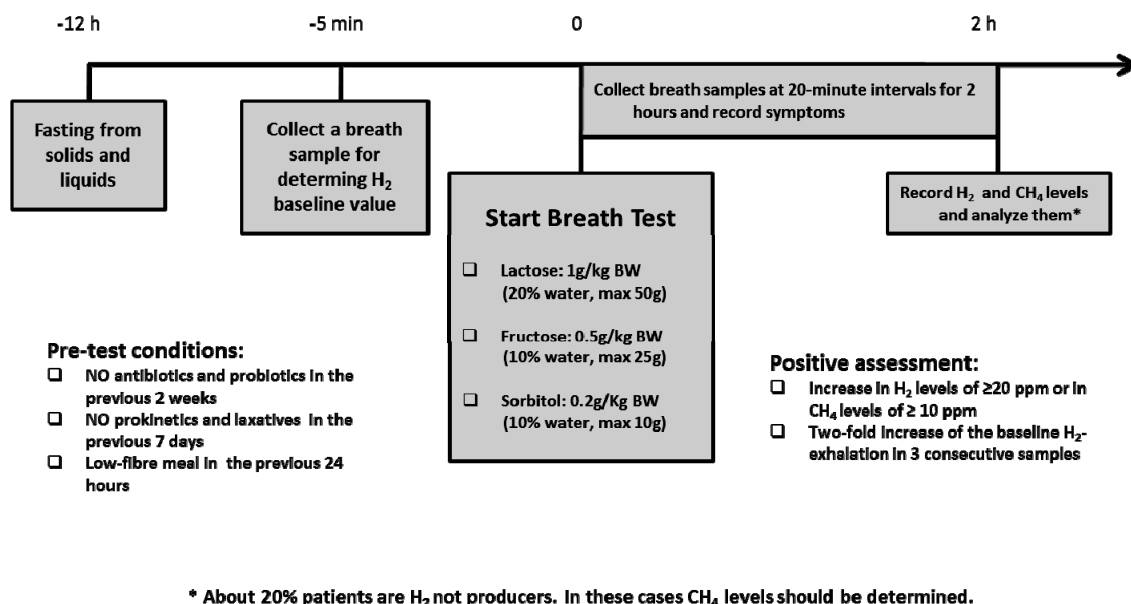 -12 h
-5 min
0
2 h
Fasting from
solids and
liquids
Collect a breath
sample for
determing H₂
baseline value
Collect breath samples at 20-minute intervals for 2
hours and record symptoms
Start Breath Test
❑ Lactose: 1g/kg BW
(20% water, max 50g)
❑ Fructose: 0.5g/kg BW
(10% water, max 25g)
❑ Sorbitol: 0.2g/Kg BW
(10% water, max 10g)
Record H₂ and CH₄ levels
and analyze them*
Pre-test conditions:
❑ NO antibiotics and probiotics in the
previous 2 weeks
❑ NO prokinetics and laxatives in the
previous 7 days
❑ Low-fibre meal in the previous 24
hours
Positive assessment:
❑ Increase in H₂ levels of ≥20 ppm or in
CH₄ levels of ≥ 10 ppm
❑ Two-fold increase of the baseline H₂-
exhalation in 3 consecutive samples
* About 20% patients are H₂ not producers. In these cases CH₄ levels should be determined.